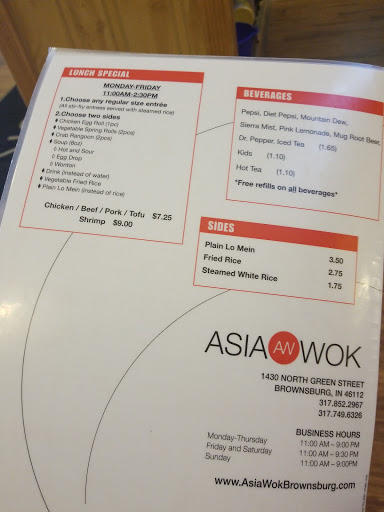 LUNCH SPECIAL
MONDAY-FRIDAY
11:00AM-2:30PM
1.Choose any regular size entrée
(All stir-fry entrées served with steamed rice)
2.Choose two sides
♦ Chicken Egg Roll (1pc)
♦ Vegetable Spring Rolls (2pcs)
♦ Crab Rangoon (2pcs)
♦ Soup (8oz)
◊ Hot and Sour
◊ Egg Drop
◊ Wonton
♦ Drink (instead of water)
♦ Vegetable Fried Rice
♦ Plain Lo Mein (instead of rice)
Chicken / Beef / Pork / Tofu $7.25
Shrimp $9.00
BEVERAGES
Pepsi, Diet Pepsi, Mountain Dew,
Sierra Mist, Pink Lemonade, Mug Root Beer,
Dr. Pepper, Iced Tea (1.65)
Kids (1.10)
Hot Tea (1.10)
*Free refills on all beverages*
SIDES
Plain Lo Mein 3.50
Fried Rice 2.75
Steamed White Rice 1.75
ASIA AW WOK
1430 NORTH GREEN STREET
BROWNSBURG, IN 46112
317.852.2967
317.749.6326
BUSINESS HOURS
Monday-Thursday 11:00 AM – 9:00 PM
Friday and Saturday 11:00 AM – 9:30 PM
Sunday 11:30 AM – 9:00PM
www.AsiaWokBrownsburg.com